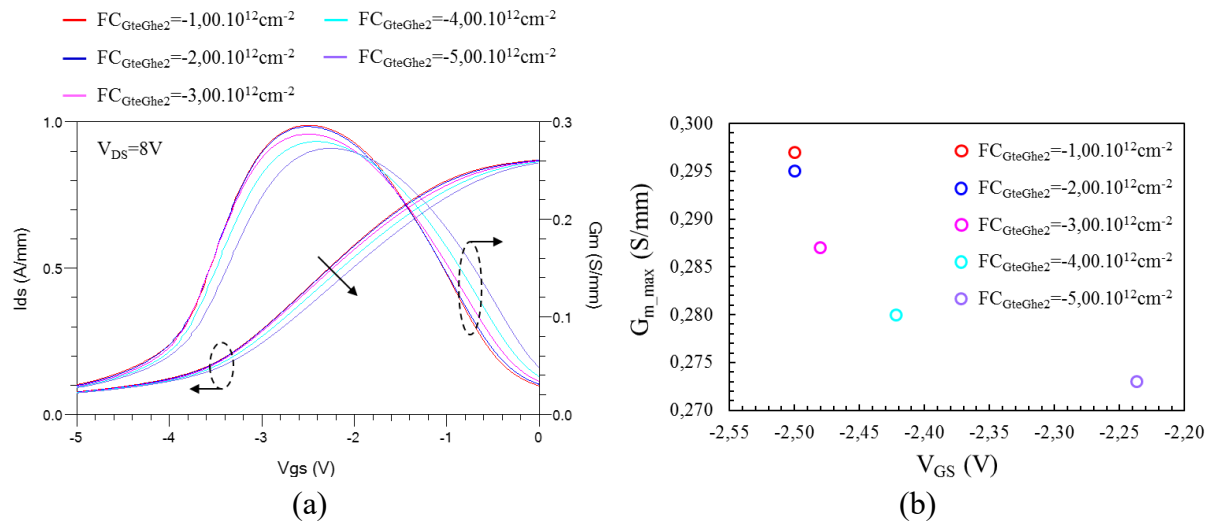 (a)
FC_GteGhe2=-1,00.10^12cm^-2
FC_GteGhe2=-4,00.10^12cm^-2
FC_GteGhe2=-2,00.10^12cm^-2
FC_GteGhe2=-5,00.10^12cm^-2
FC_GteGhe2=-3,00.10^12cm^-2
V_DS=8V
Ids (A/mm)
1.0
0.5
0.0
Gm (S/mm)
0.3
0.2
0.1
0.0
-5
-4
-3
-2
-1
0
Vgs (V)
(a)
G_m_max (S/mm)
0,300
0,295
0,290
0,285
0,280
0,275
0,270
FC_GteGhe2=-1,00.10^12cm^-2
FC_GteGhe2=-2,00.10^12cm^-2
FC_GteGhe2=-3,00.10^12cm^-2
FC_GteGhe2=-4,00.10^12cm^-2
FC_GteGhe2=-5,00.10^12cm^-2
-2,55
-2,50
-2,45
-2,40
-2,35
-2,30
-2,25
-2,20
V_GS (V)
(b)